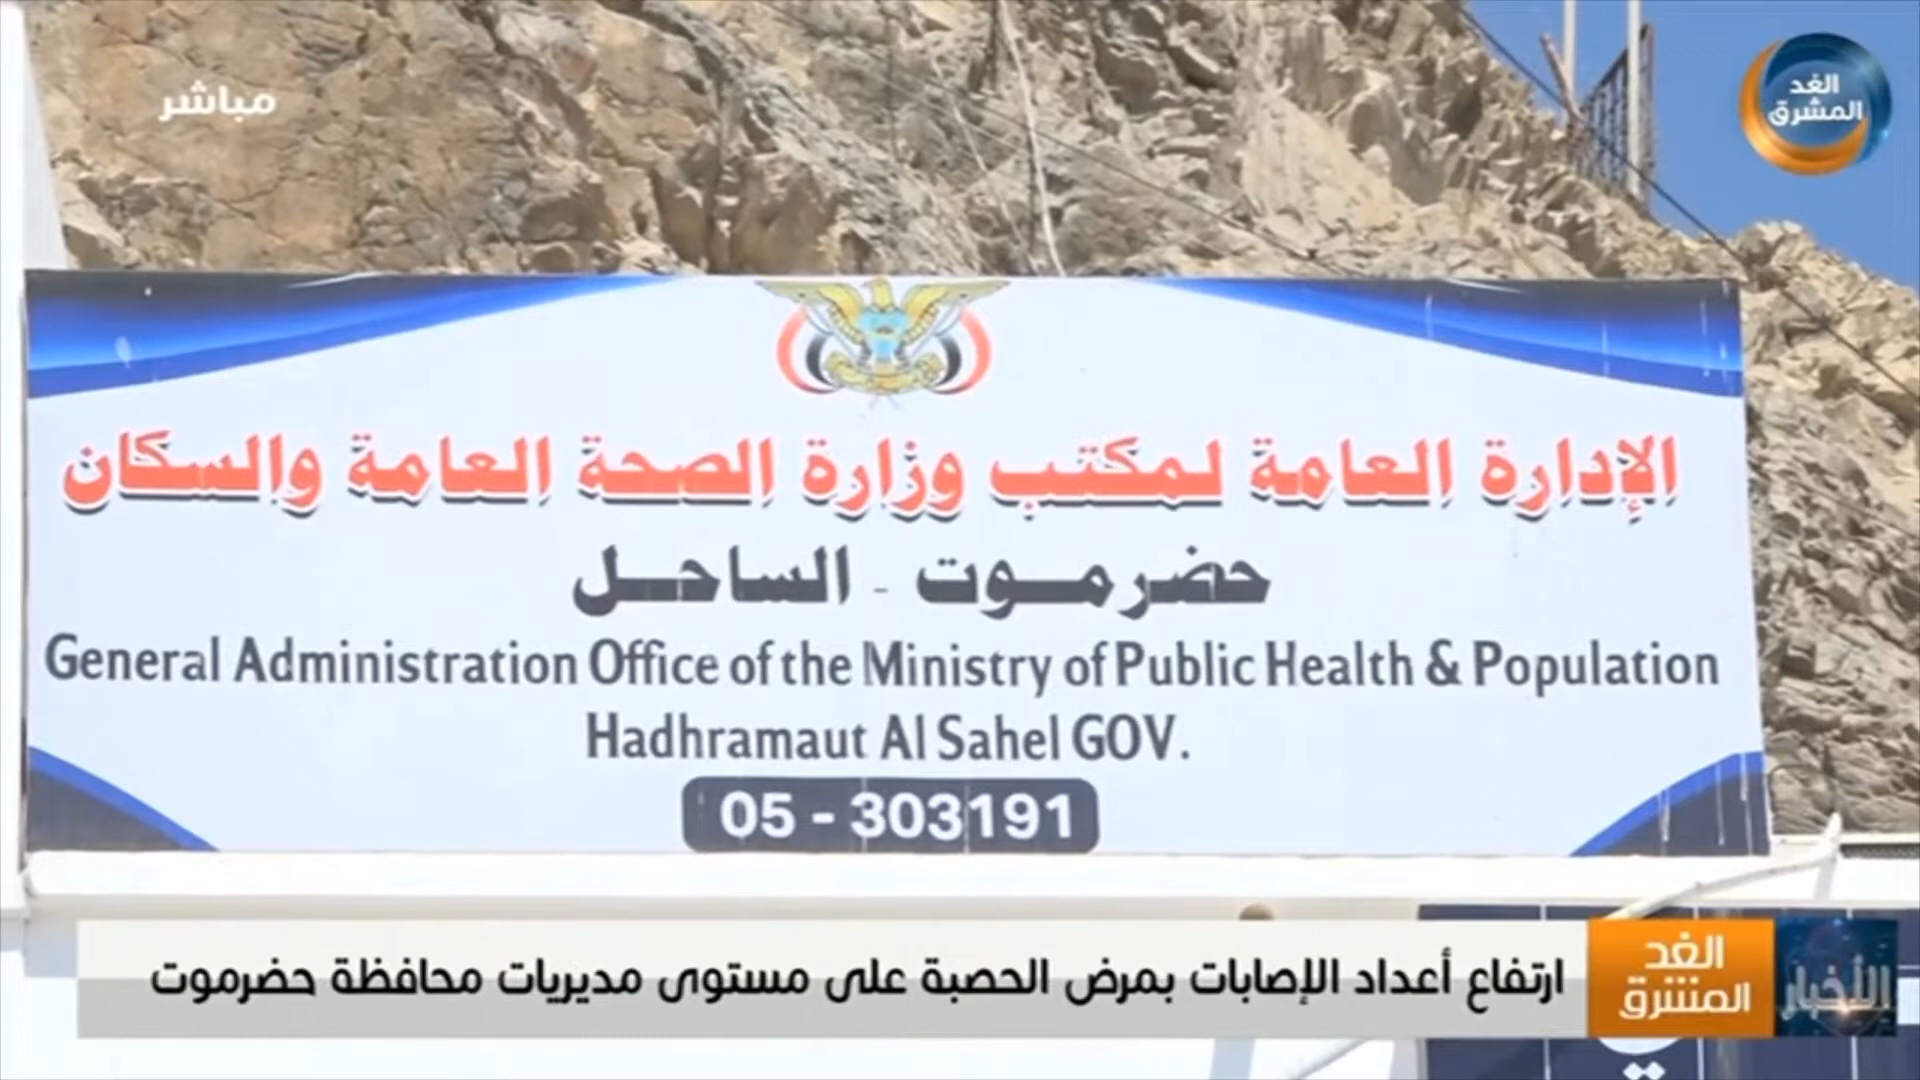 مباشر
الغد
المشرق
الإدارة العامة لمكتب وزارة الصحة العامة والسكان
حضرمــوت - الساحــل
General Administration Office of the Ministry of Public Health & Population
Hadhramaut Al Sahel GOV.
05 - 303191
ارتفاع أعداد الإصابات بمرض الحصبة على مستوى مديريات محافظة حضرموت
الغد
المشرق
الأخبار